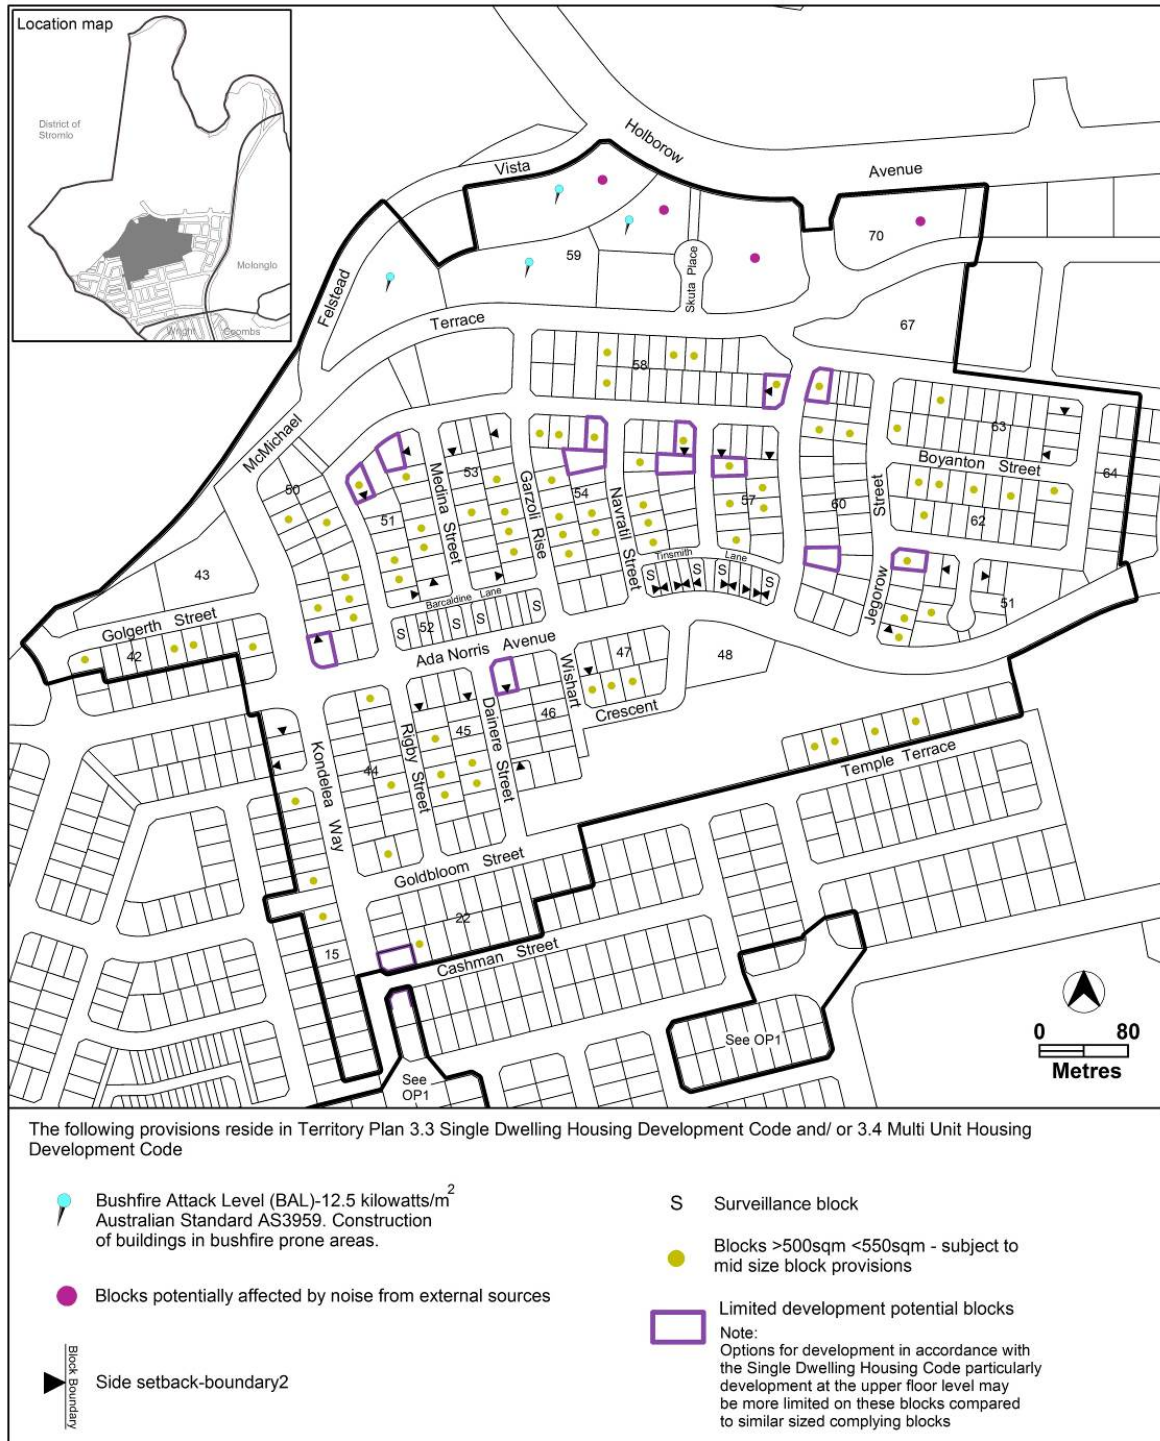 Location map
District of
Stromlo
Molonglo
Wright
Coombs
Holborow
Vista
Avenue
70
59
Skuta Place
Felstead
Terrace
67
58
McMichael
63
Boyanton Street
64
50
53
Medina Street
Garzoli Rise
54
51
57
60
Navratil Street
Street
62
Tinsmith Lane
43
S
S
S
S
Barcaldine Lane
Jegorow
51
Golgerth Street
S
52
S
S
S
42
Ada Norris Avenue
Wishart
47
48
Crescent
46
Dainere Street
45
Rigby Street
44
Kondelea Way
Temple Terrace
Goldbloom Street
22
Cashman Street
15
See OP1
See
OP1
0 80
Metres
The following provisions reside in Territory Plan 3.3 Single Dwelling Housing Development Code and/ or 3.4 Multi Unit Housing
Development Code
Bushfire Attack Level (BAL)-12.5 kilowatts/m2
Australian Standard AS3959. Construction
of buildings in bushfire prone areas.
Blocks potentially affected by noise from external sources
Block Boundary
Side setback-boundary2
S Surveillance block
Blocks >500sqm <550sqm - subject to
mid size block provisions
Limited development potential blocks
Note:
Options for development in accordance with
the Single Dwelling Housing Code particularly
development at the upper floor level may
be more limited on these blocks compared
to similar sized complying blocks